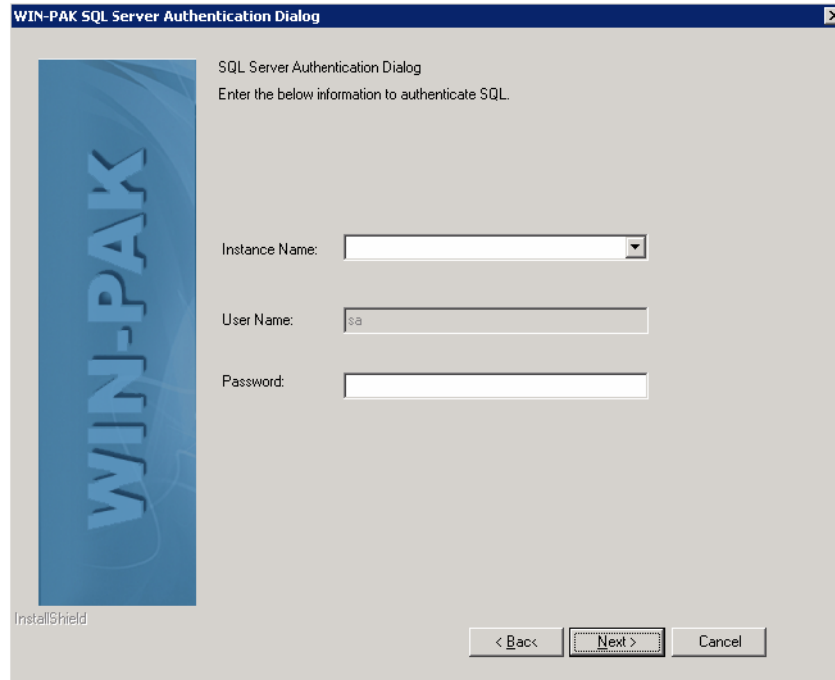 WIN-PAK SQL Server Authentication Dialog
SQL Server Authentication Dialog
Enter the below information to authenticate SQL.
WIN-PAK
Instance Name:
User Name: sa
Password:
InstallShield
< Back Next > Cancel